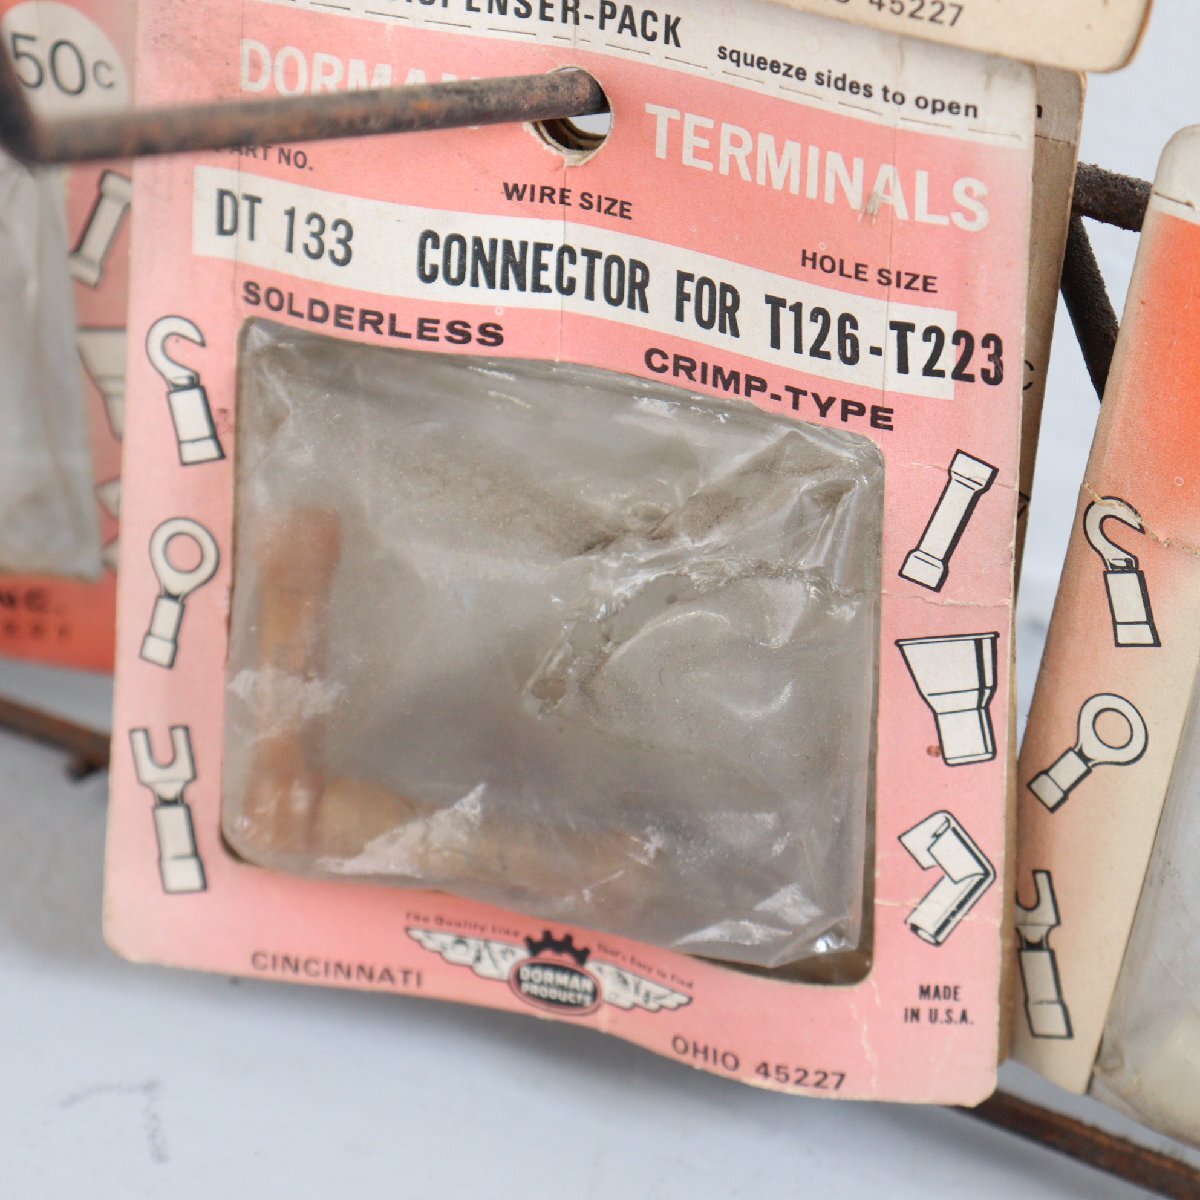 DISPENSER-PACK
squeeze sides to open
45227
50c
DORMAN TERMINALS
PART NO.
WIRE SIZE
HOLE SIZE
DT 133 CONNECTOR FOR T126-T223
SOLDERLESS
CRIMP-TYPE
The Quality Line
DORMAN
PRODUCTS
MADE
IN U.S.A.
CINCINNATI
OHIO 45227